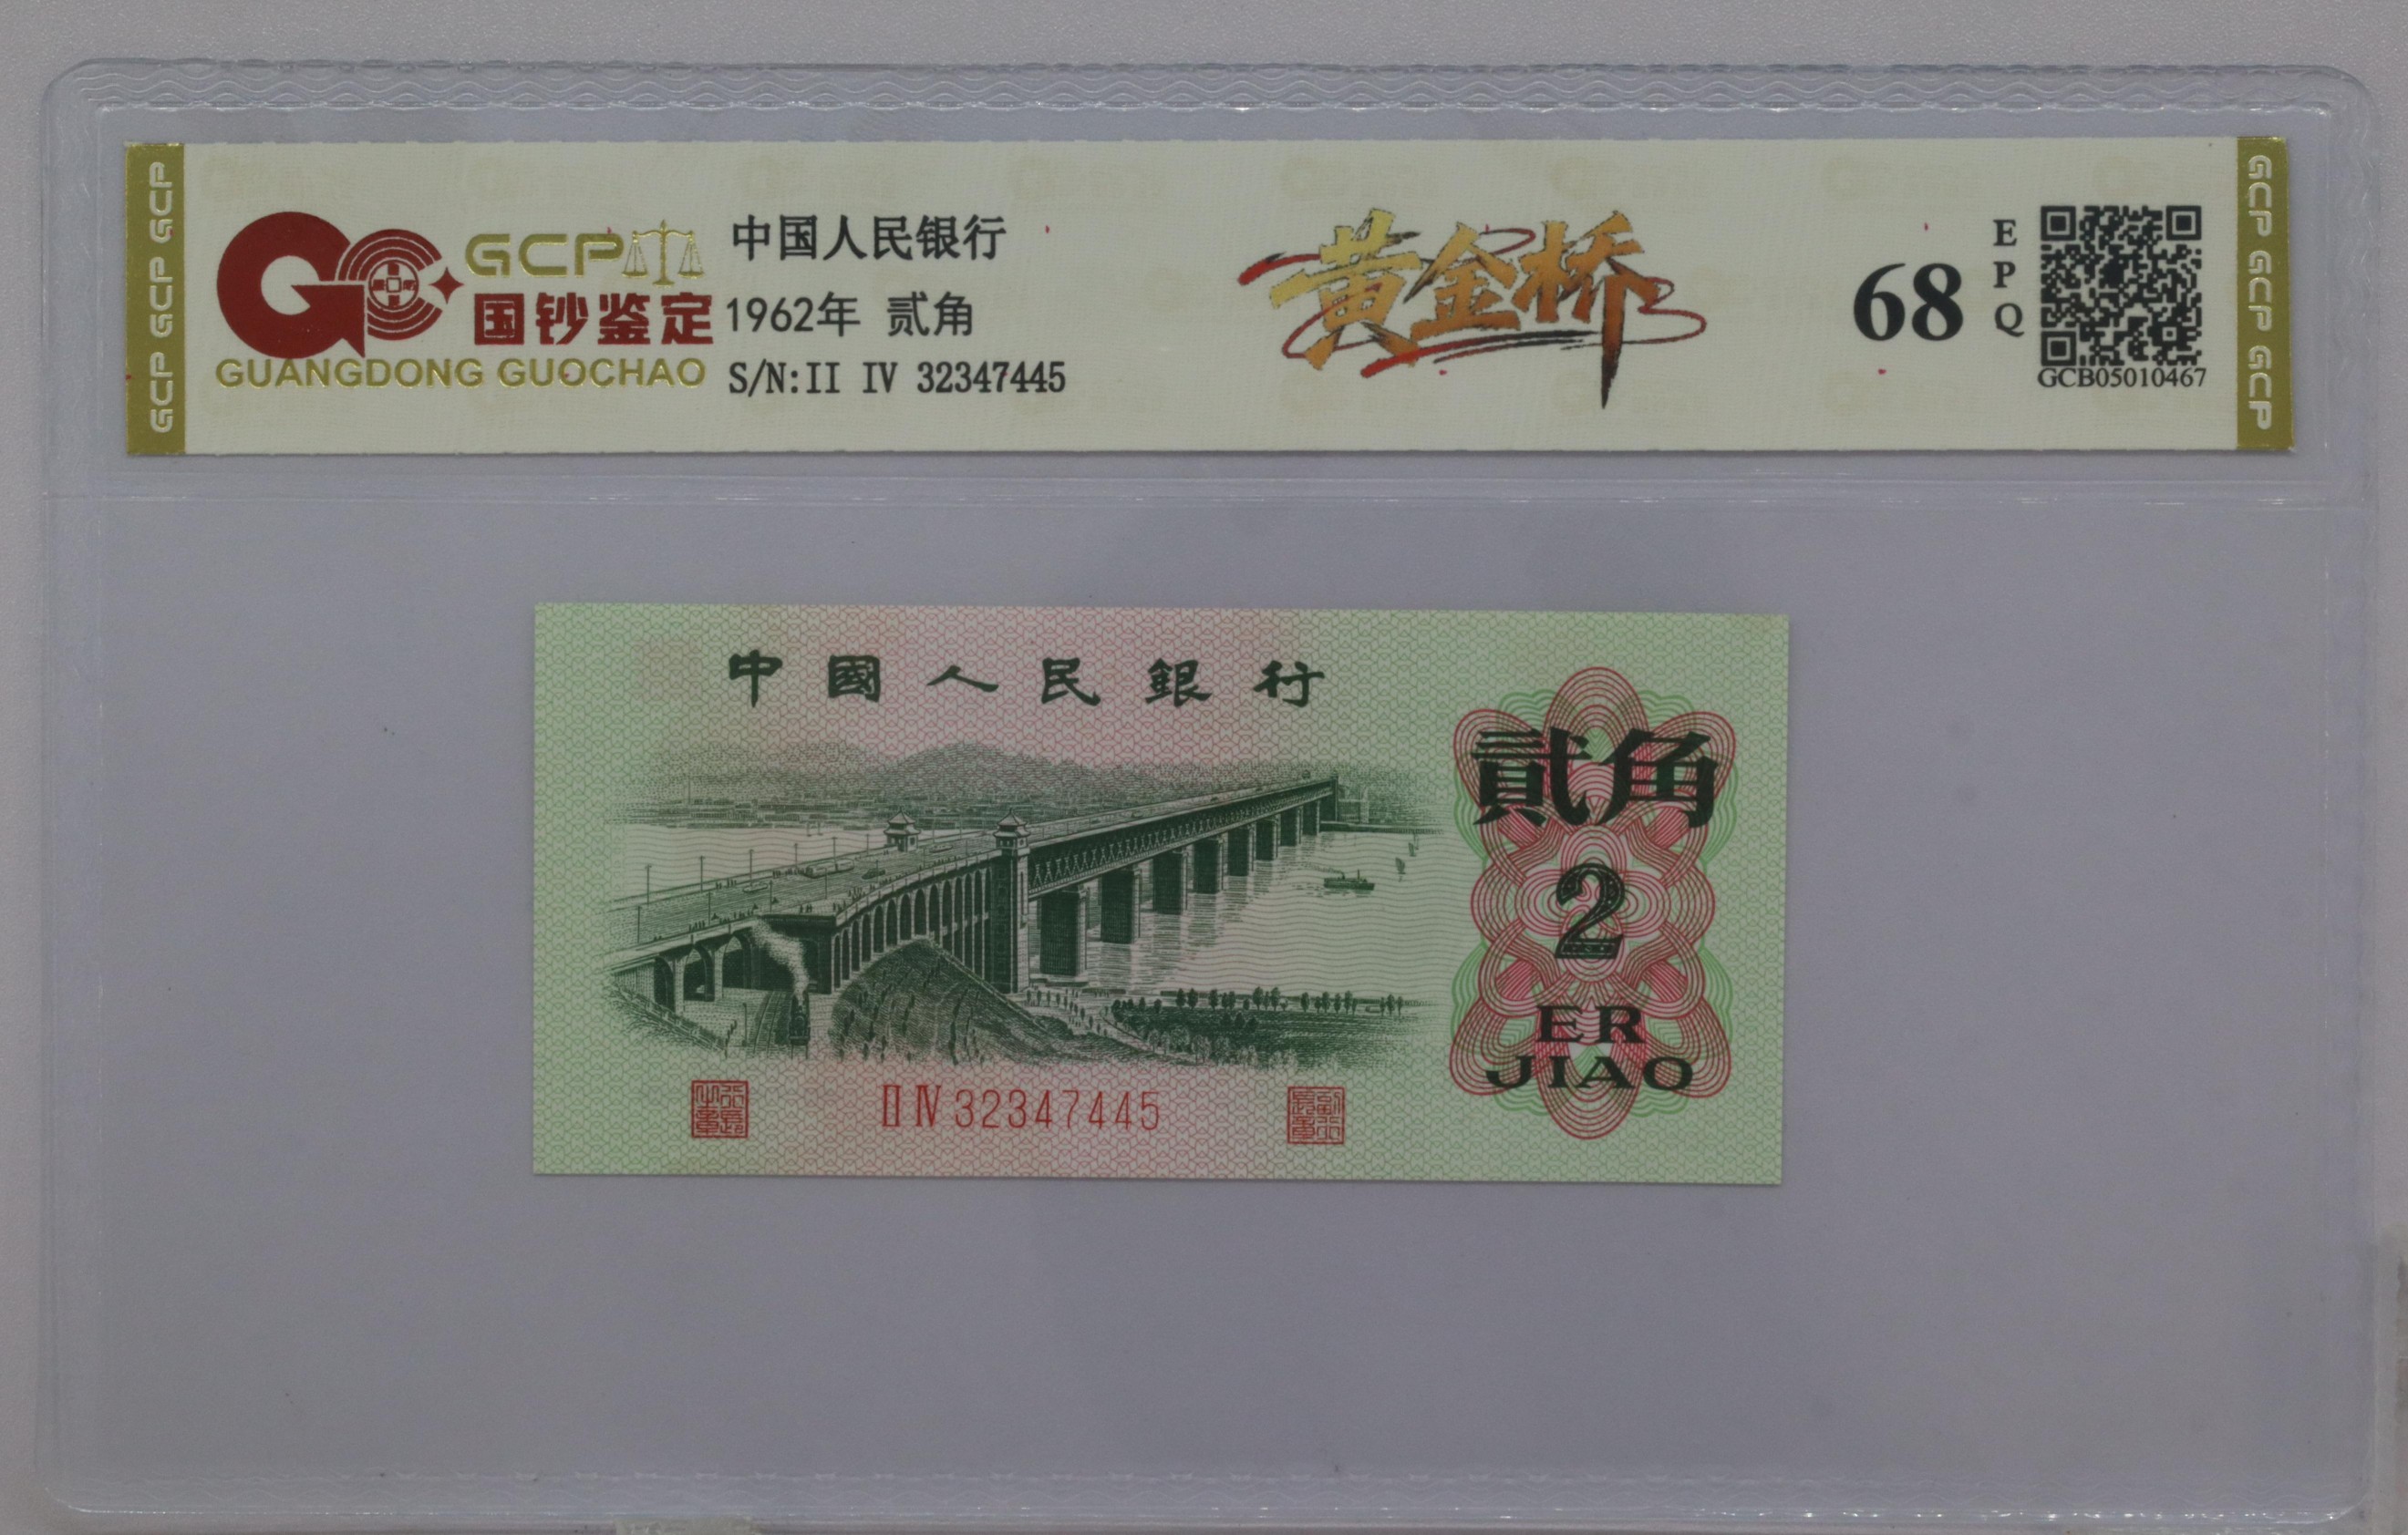 GCP GCP GCP
GCP
国钞鉴定
GUANGDONG GUOCHAO
中国人民银行
1962年 贰角
S/N:II IV 32347445
黄金桥
68
EPQ
GCB05010467
GCP GCP GCP
中國人民銀行
貳角
2
ER
JIAO
II IV 32347445